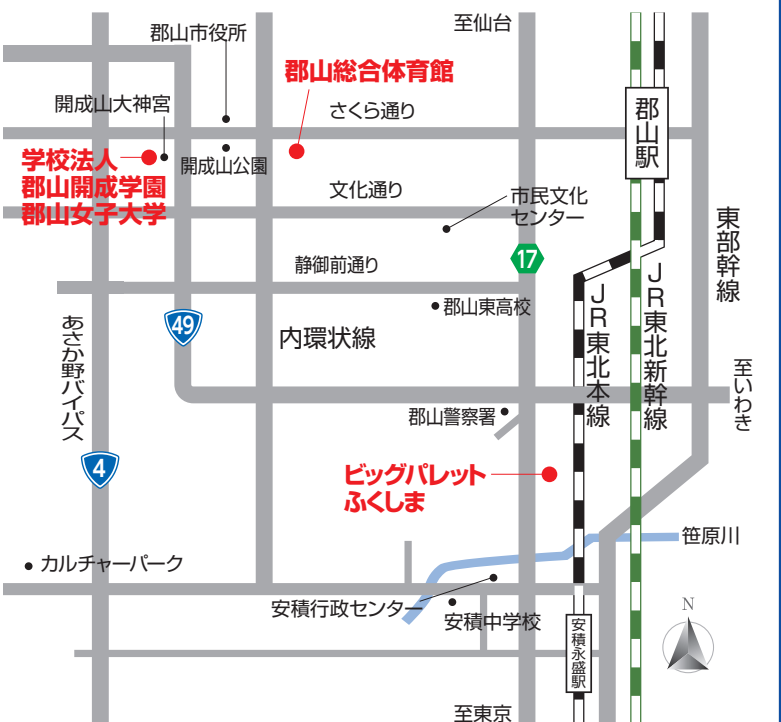 至仙台
郡山市役所
郡山総合体育館
開成山大神宮
さくら通り
郡山駅
学校法人
郡山開成学園
郡山女子大学
開成山公園
文化通り
市民文化
センター
東部幹線
17
静御前通り
JR東北本線
JR東北新幹線
郡山東高校
49
内環状線
あさか野バイパス
至いわき
郡山警察署
4
ビッグパレット
ふくしま
笹原川
カルチャーパーク
安積行政センター
安積中学校
安積永盛駅
N
至東京